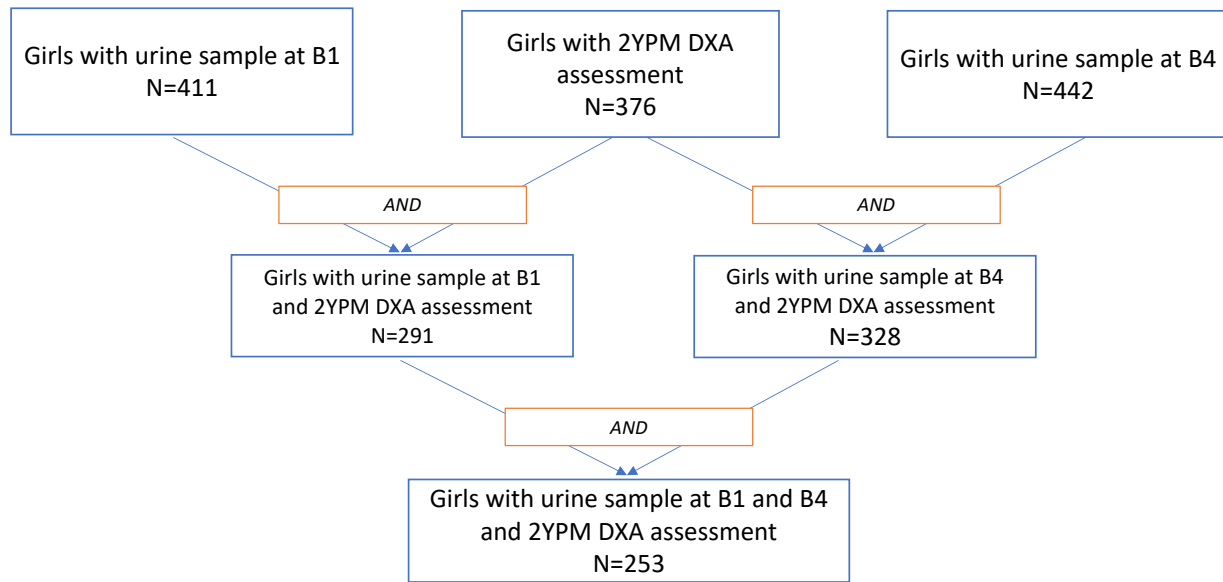 Girls with urine sample at B1
N=411
Girls with 2YPM DXA
assessment
N=376
Girls with urine sample at B4
N=442
AND
AND
Girls with urine sample at B1
and 2YPM DXA assessment
N=291
Girls with urine sample at B4
and 2YPM DXA assessment
N=328
AND
Girls with urine sample at B1 and B4
and 2YPM DXA assessment
N=253